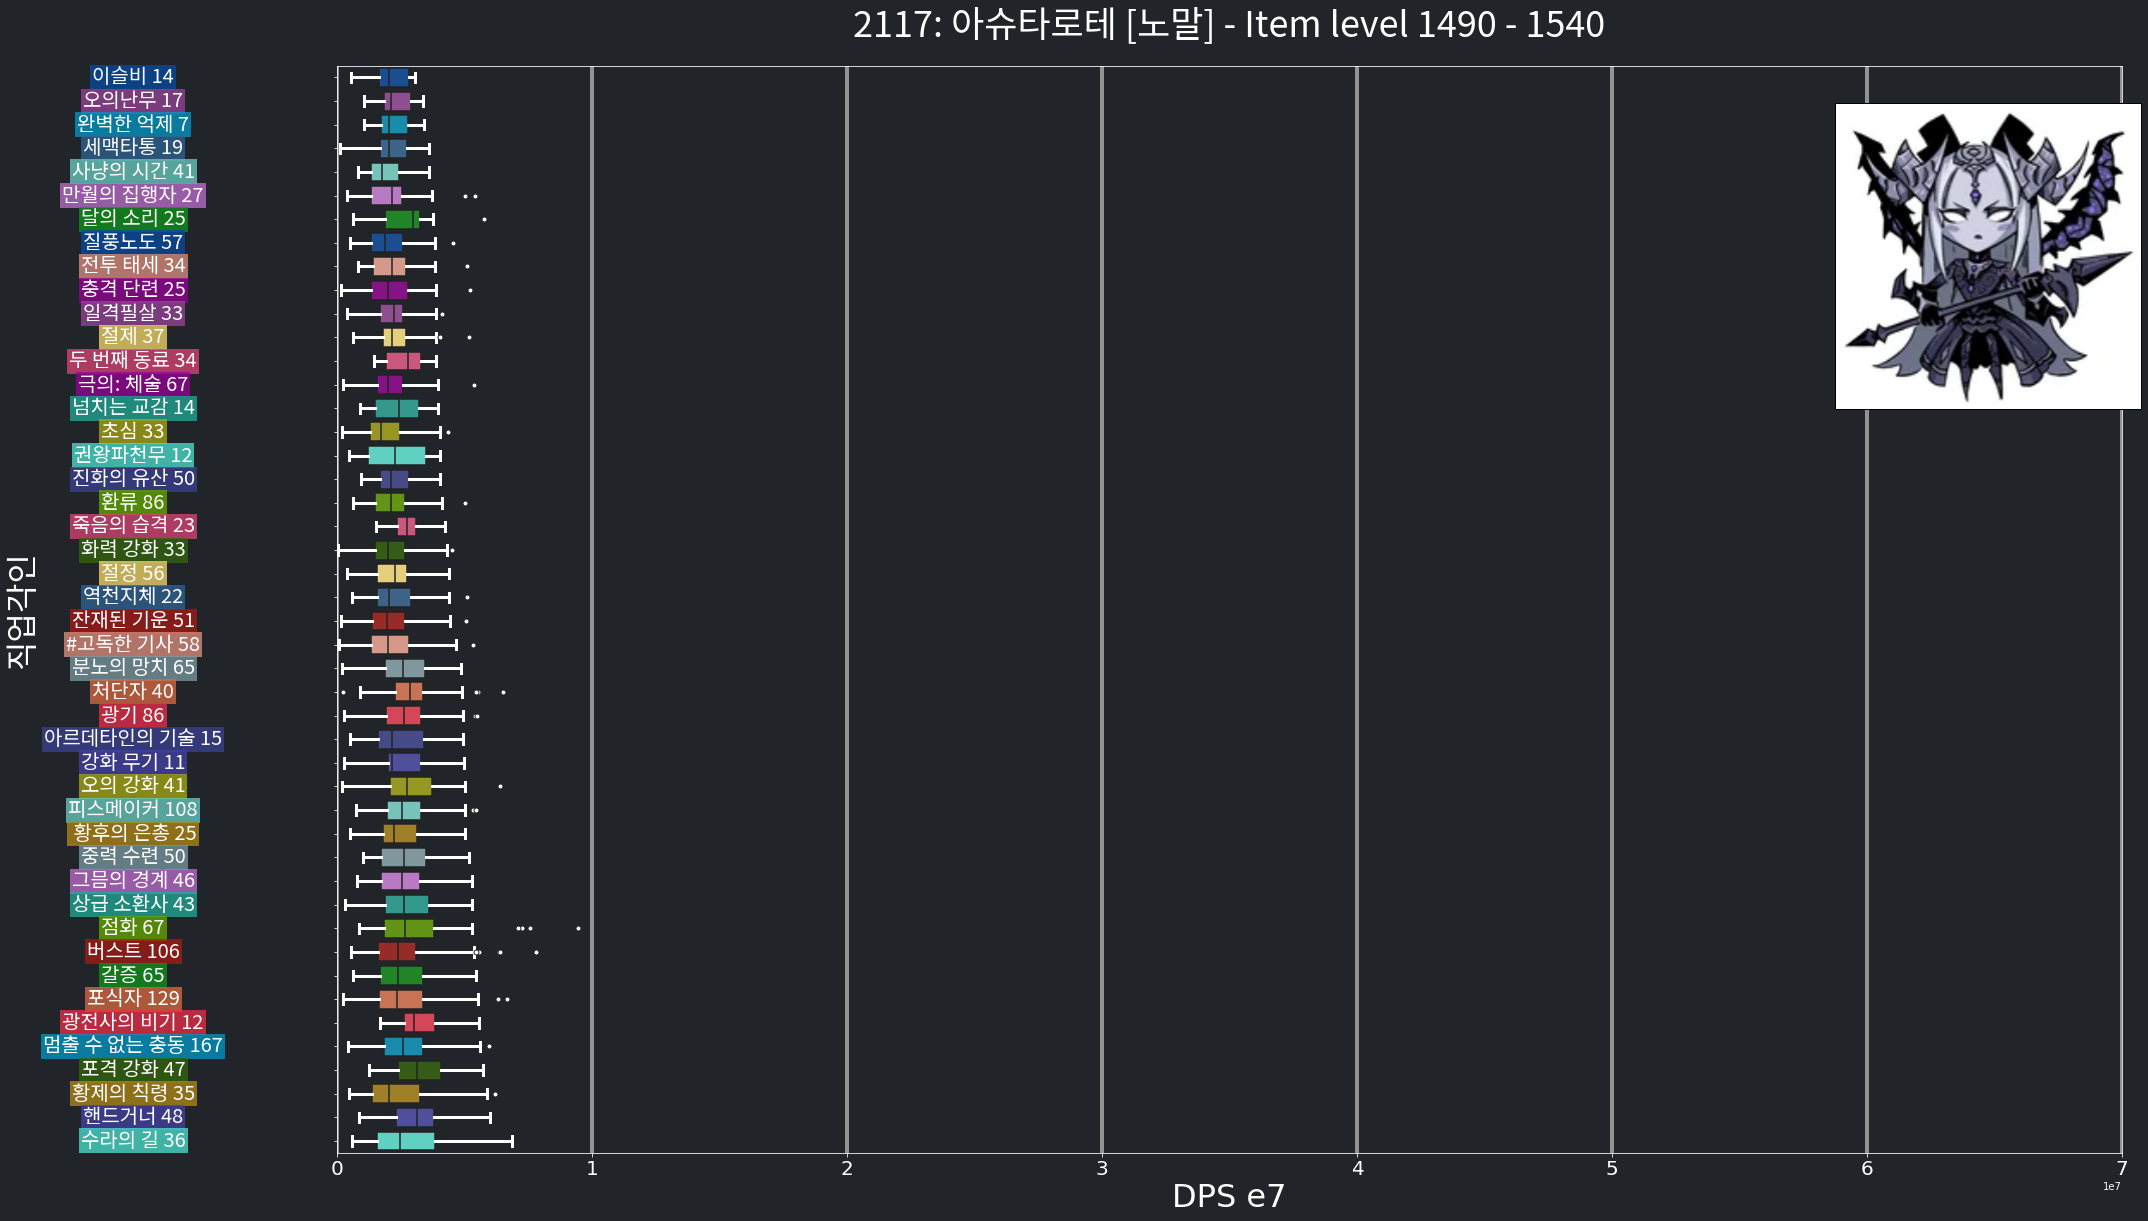 2117: 아슈타로테 [노말] - Item level 1490 - 1540
이슬비 14
오의난무 17
완벽한 억제 7
세맥타통 19
사냥의 시간 41
만월의 집행자 27
달의 소리 25
질풍노도 57
전투 태세 34
충격 단련 25
일격필살 33
절제 37
두 번째 동료 34
극의: 체술 67
넘치는 교감 14
초심 33
권왕파천무 12
진화의 유산 50
환류 86
죽음의 습격 23
화력 강화 33
절정 56
역천지체 22
잔재된 기운 51
#고독한 기사 58
분노의 망치 65
처단자 40
광기 86
아르데타인의 기술 15
강화 무기 11
오의 강화 41
피스메이커 108
황후의 은총 25
중력 수련 50
그믐의 경계 46
상급 소환사 43
점화 67
버스트 106
갈증 65
포식자 129
광전사의 비기 12
멈출 수 없는 충동 167
포격 강화 47
황제의 칙령 35
핸드거너 48
수라의 길 36
직업각인
0 1 2 3 4 5 6 7
1e7
DPS e7